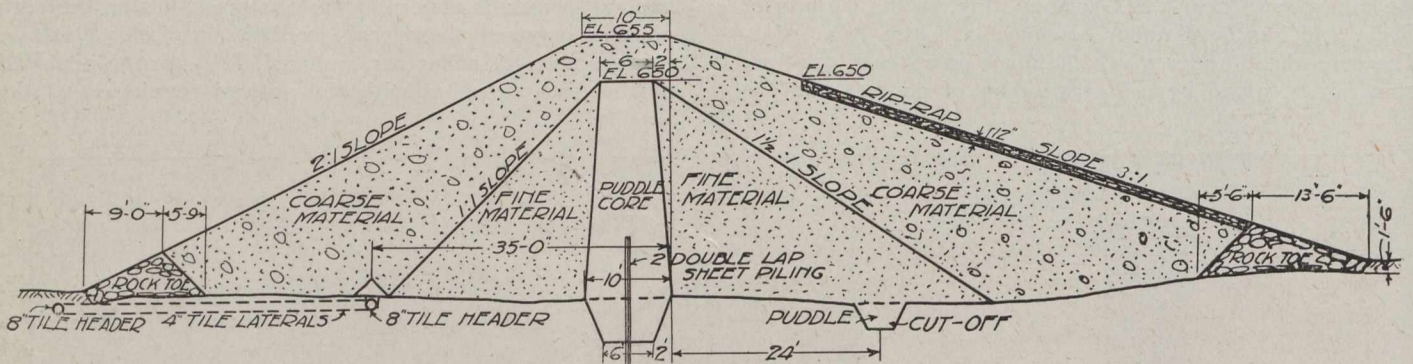 10'
EL.655
6 2
EL.650
EL.650
RIP-RAP
1/2"
SLOPE 3:1
2:1 SLOPE
1:1 SLOPE
1½:1 SLOPE
COARSE
MATERIAL
FINE
MATERIAL
PUDDLE
CORE
FINE
MATERIAL
COARSE
MATERIAL
9'-0" 5'-9"
5'-6" 13'-6"
1'-6"
35'-0
2'
DOUBLE LAP
SHEET PILING
10
ROCK TOE
ROCK TOE
8" TILE HEADER
4" TILE LATERALS
8" TILE HEADER
PUDDLE
CUT-OFF
6 2'
24'